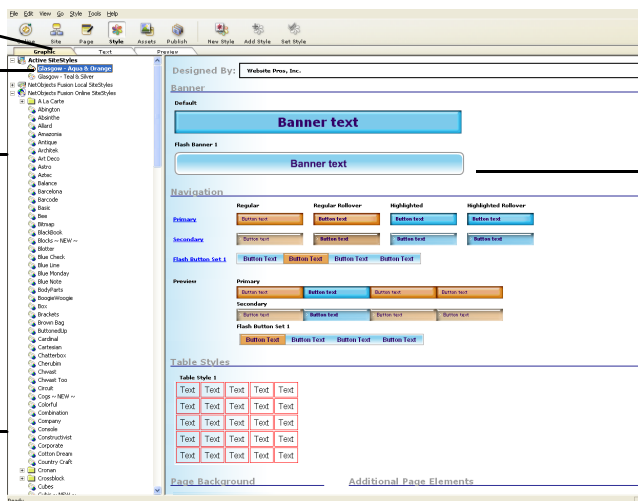 File Edit View Go Style Tools Help
Online Site Page Style Assets Publish New Style Add Style Set Style
Graphic Text Preview
Active SiteStyles
Glasgow - Aqua & Orange
Glasgow - Teal & Silver
NetObjects Fusion Local SiteStyles
NetObjects Fusion Online SiteStyles
A La Carte
Abington
Absinthe
Allard
Amazonia
Antique
Architek
Art Deco
Astro
Aztec
Balance
Barcelona
Barcode
Basic
Bee
Bitmap
BlackBook
Blocks ~ NEW ~
Blotter
Blue Check
Blue Line
Blue Monday
Blue Note
BodyParts
BoogieWoogie
Box
Brackets
Brown Bag
ButtonedUp
Cardinal
Cartesian
Chatterbox
Cherubim
Chwast
Chwast Too
Circuit
Cogs ~ NEW ~
Colorful
Combination
Company
Console
Constructivist
Corporate
Cotton Dream
Country Craft
Cronan
Crossblock
Cubes
Cubix ~ NEW ~
Designed By: Website Pros, Inc.
Banner
Default
Banner text
Flash Banner 1
Banner text
Navigation
Regular Regular Rollover Highlighted Highlighted Rollover
Primary Button text Button text Button text Button text
Secondary Button text Button text Button text Button text
Flash Button Set 1 Button Text Button Text Button Text Button Text
Preview Primary
Button text Button text Button text Button text
Secondary
Button text Button text Button text Button text
Flash Button Set 1
Button Text Button Text Button Text Button Text
Table Styles
Table Style 1
Text Text Text Text Text
Text Text Text Text Text
Text Text Text Text Text
Text Text Text Text Text
Text Text Text Text Text
Page Background Additional Page Elements
Ready